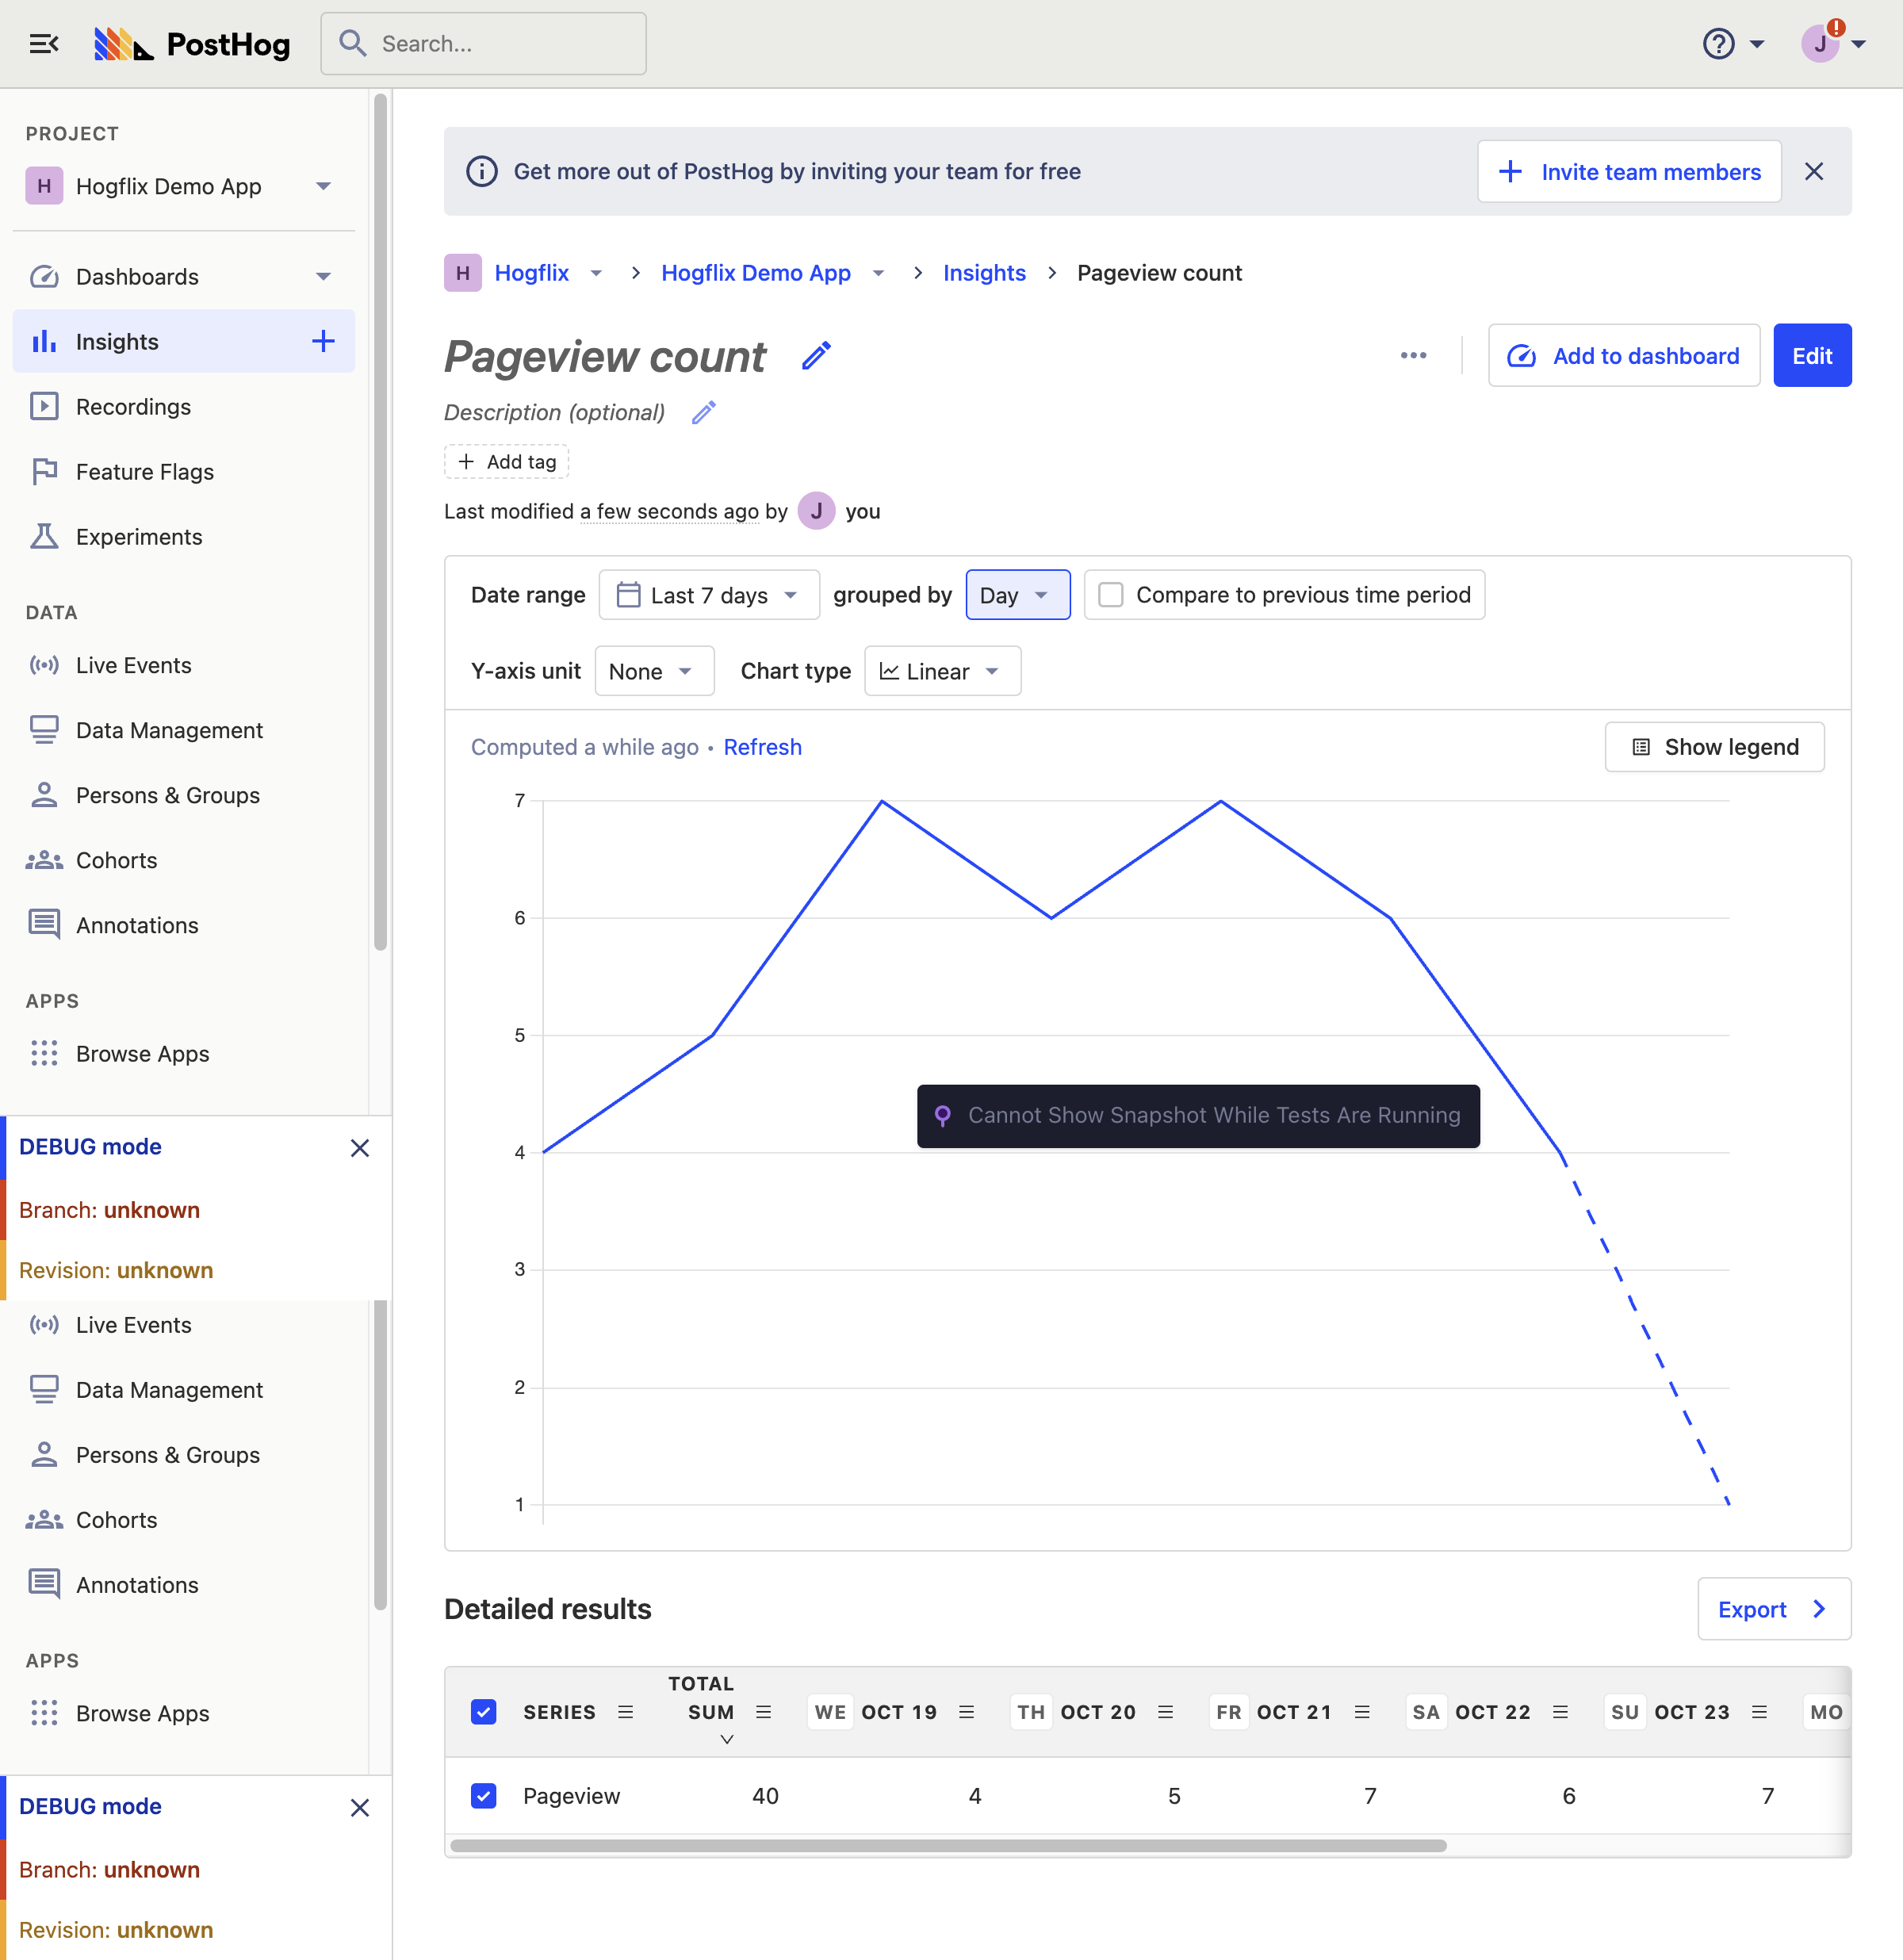 PostHog
Search...
?
J
!
PROJECT
H Hogflix Demo App
Dashboards
Insights
Recordings
Feature Flags
Experiments
DATA
Live Events
Data Management
Persons & Groups
Cohorts
Annotations
APPS
Browse Apps
DEBUG mode
Branch: unknown
Revision: unknown
Live Events
Data Management
Persons & Groups
Cohorts
Annotations
APPS
Browse Apps
DEBUG mode
Branch: unknown
Revision: unknown
Get more out of PostHog by inviting your team for free
Invite team members
H Hogflix > Hogflix Demo App > Insights > Pageview count
Pageview count
Add to dashboard
Edit
Description (optional)
+ Add tag
Last modified a few seconds ago by J you
Date range Last 7 days grouped by Day Compare to previous time period
Y-axis unit None Chart type Linear
Computed a while ago • Refresh
Show legend
7
6
5
4
3
2
1
Cannot Show Snapshot While Tests Are Running
Detailed results
Export
SERIES TOTAL SUM WE OCT 19 TH OCT 20 FR OCT 21 SA OCT 22 SU OCT 23 MO
Pageview 40 4 5 7 6 7